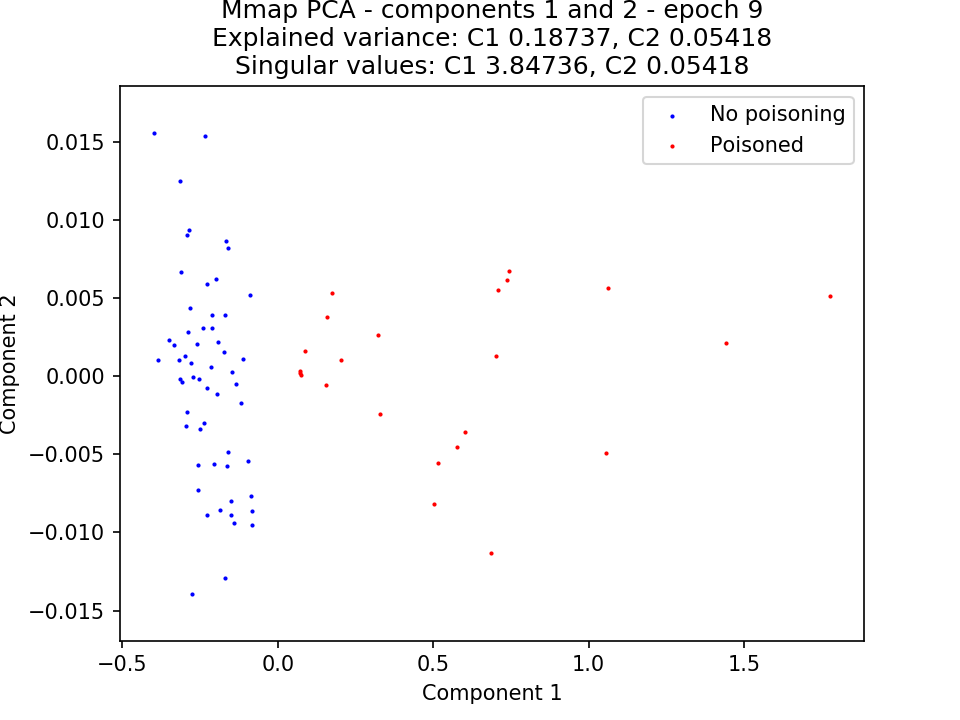 Mmap PCA - components 1 and 2 - epoch 9
Explained variance: C1 0.18737, C2 0.05418
Singular values: C1 3.84736, C2 0.05418
No poisoning
Poisoned
0.015
0.010
0.005
0.000
−0.005
−0.010
−0.015
Component 2
−0.5
0.0
0.5
1.0
1.5
Component 1